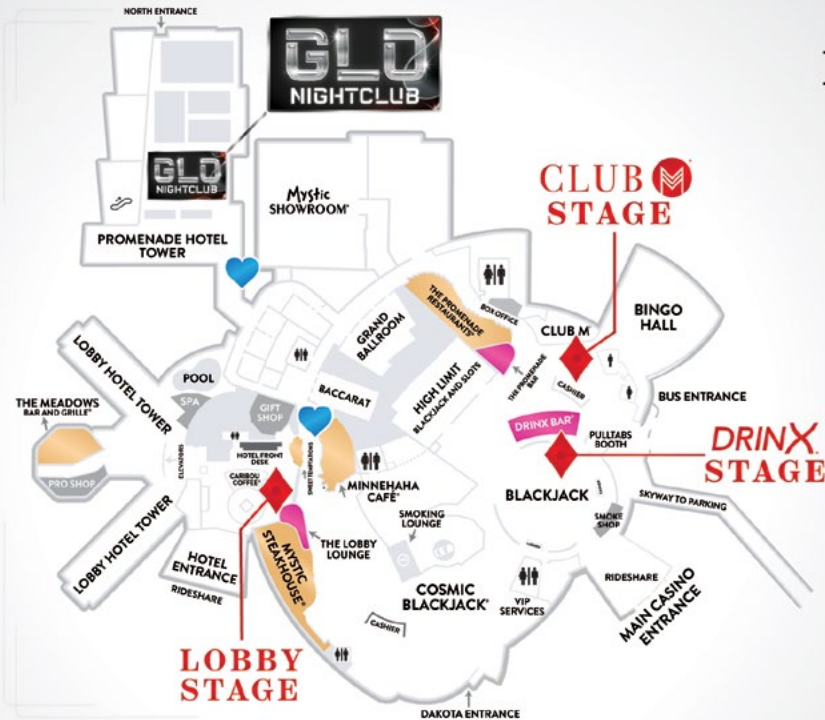 NORTH ENTRANCE
GLO
NIGHTCLUB
GLO
NIGHTCLUB
Mystic
SHOWROOM®
PROMENADE HOTEL
TOWER
CLUB M
STAGE
THE PROMENADE
RESTAURANTS®
BOX OFFICE
CLUB M®
BINGO
HALL
GRAND
BALLROOM
HIGH LIMIT
BLACKJACK AND SLOTS
THE PROMENADE
BAR
CASHIER
BUS ENTRANCE
LOBBY HOTEL TOWER
POOL
SPA
GIFT
SHOP
BACCARAT
THE MEADOWS
BAR AND GRILLE®
PRO SHOP
ELEVATORS
HOTEL FRONT
DESK
CARIBOU
COFFEE®
SWEET TEMPTATIONS
MINNEHAHA
CAFÉ®
DRINX BAR®
PULLTABS
BOOTH
DRINX
STAGE
BLACKJACK
SMOKE
SHOP
SKYWAY TO PARKING
SMOKING
LOUNGE
THE LOBBY
LOUNGE
LOBBY HOTEL TOWER
HOTEL
ENTRANCE
RIDESHARE
MYSTIC
STEAKHOUSE®
COSMIC
BLACKJACK®
VIP
SERVICES
RIDESHARE
MAIN CASINO
ENTRANCE
CASHIER
LOBBY
STAGE
DAKOTA ENTRANCE